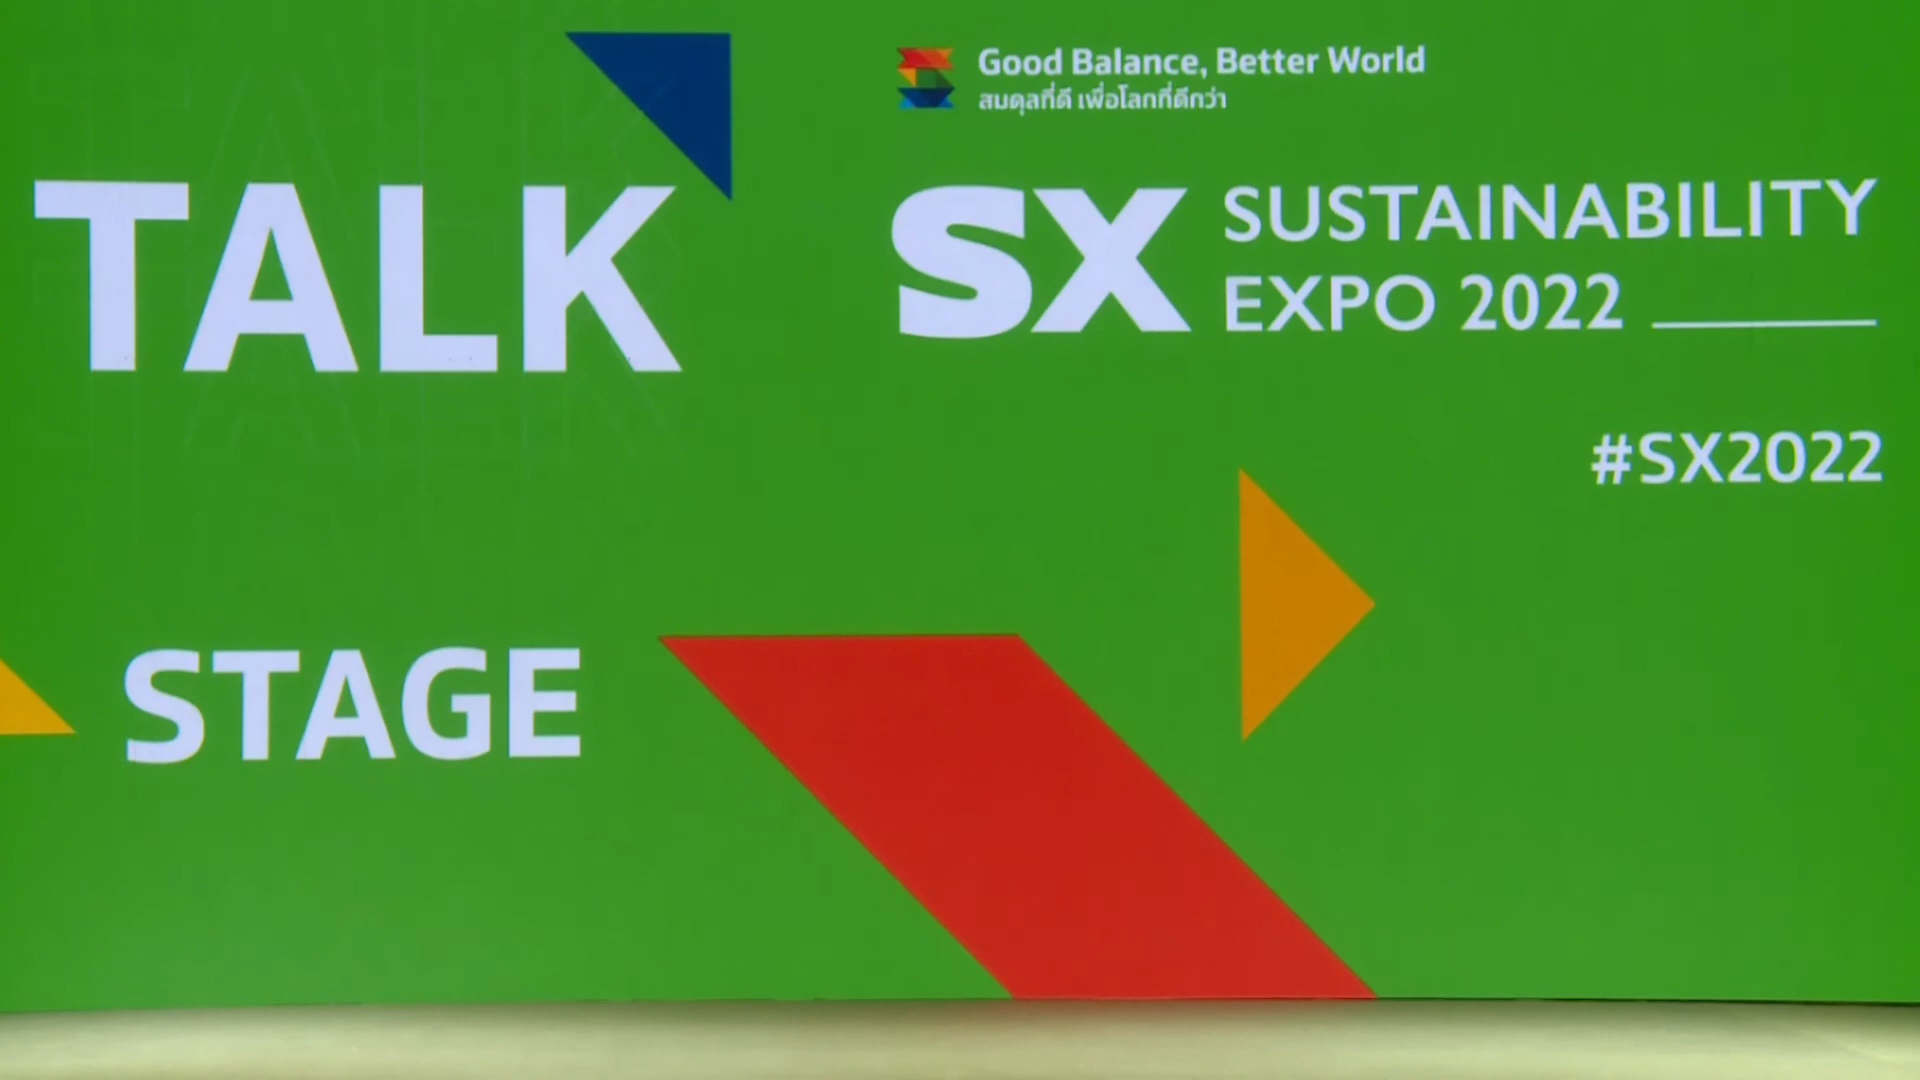 TALK
STAGE
Good Balance, Better World
สมดุลที่ดี เพื่อโลกที่ดีกว่า
SX SUSTAINABILITY
EXPO 2022
#SX2022